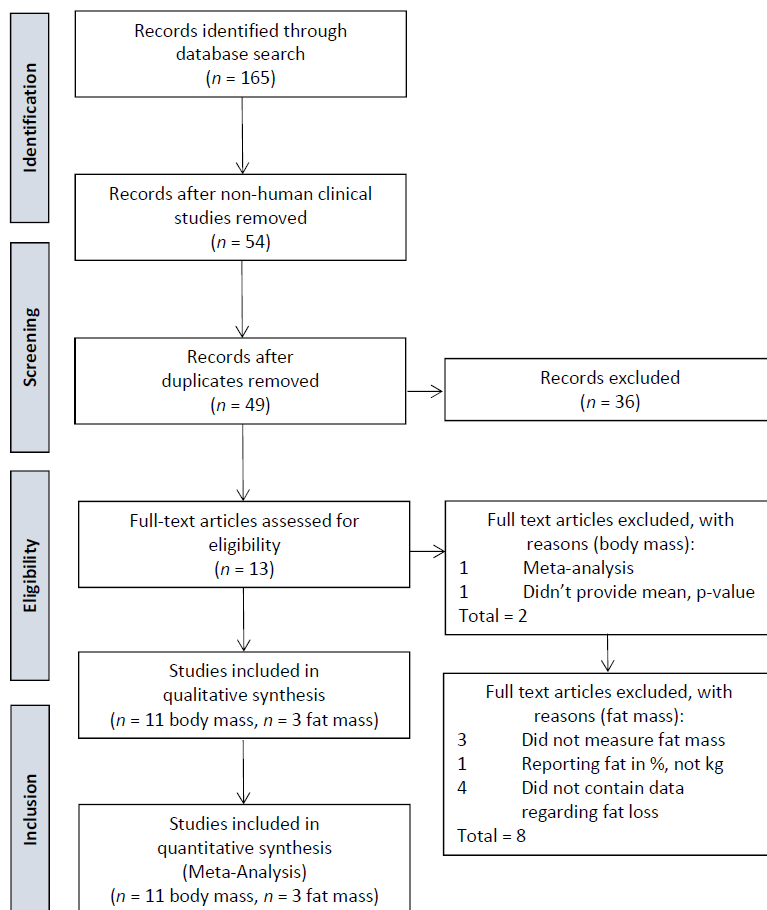 Identification
Records identified through
database search
(n = 165)
Records after non-human clinical
studies removed
(n = 54)
Screening
Records after
duplicates removed
(n = 49)
Records excluded
(n = 36)
Eligibility
Full-text articles assessed for
eligibility
(n = 13)
Full text articles excluded, with
reasons (body mass):
1 Meta-analysis
1 Didn't provide mean, p-value
Total = 2
Studies included in
qualitative synthesis
(n = 11 body mass, n = 3 fat mass)
Full text articles excluded, with
reasons (fat mass):
3 Did not measure fat mass
1 Reporting fat in %, not kg
4 Did not contain data
regarding fat loss
Total = 8
Inclusion
Studies included in
quantitative synthesis
(Meta-Analysis)
(n = 11 body mass, n = 3 fat mass)